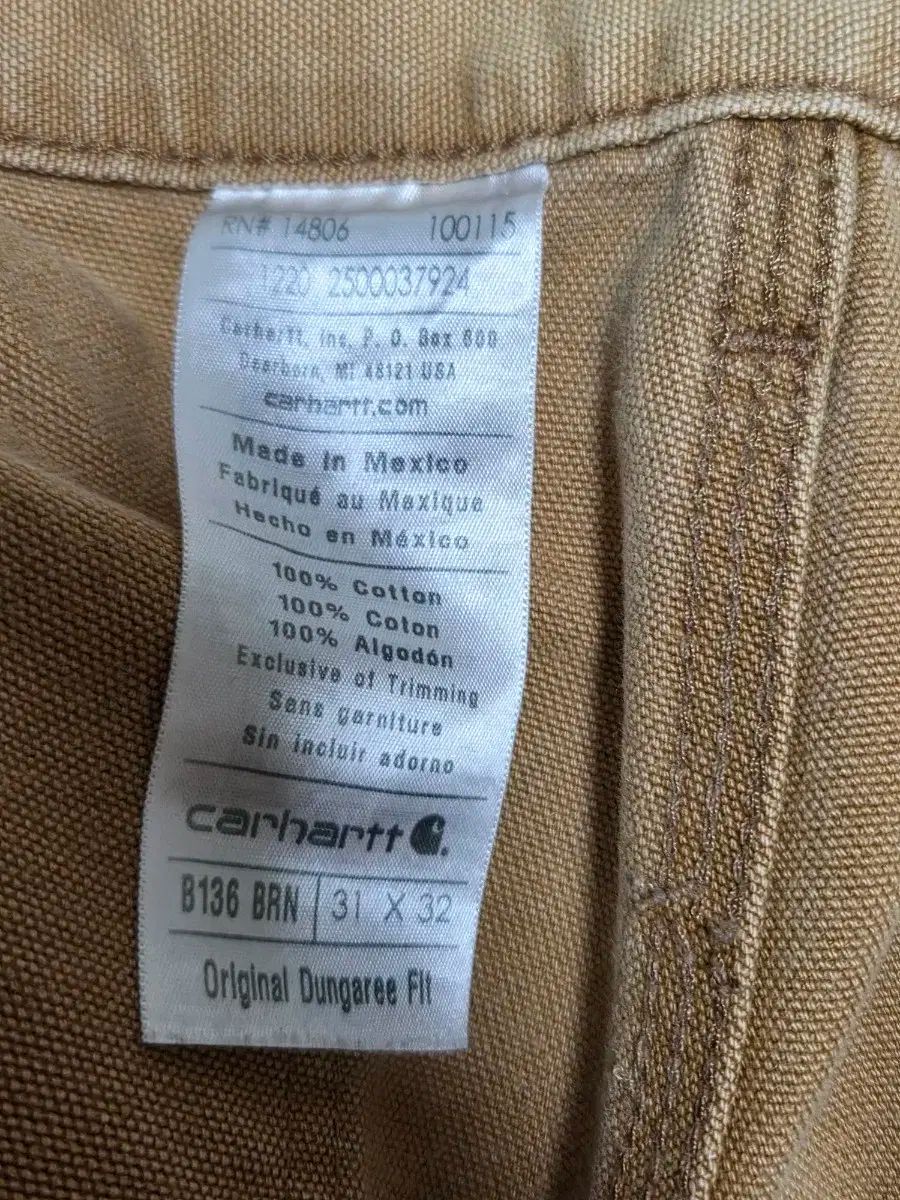 RN# 14806 100115
1220 2500037924
Carhartt, Inc. P. O. Box 600
Dearborn, MI 48121 USA
carhartt.com
Made in Mexico
Fabriqué au Mexique
Hecho en México
100% Cotton
100% Coton
100% Algodón
Exclusive of Trimming
Sans garniture
Sin incluir adorno
carhartt
B136 BRN 31 X 32
Original Dungaree Fit